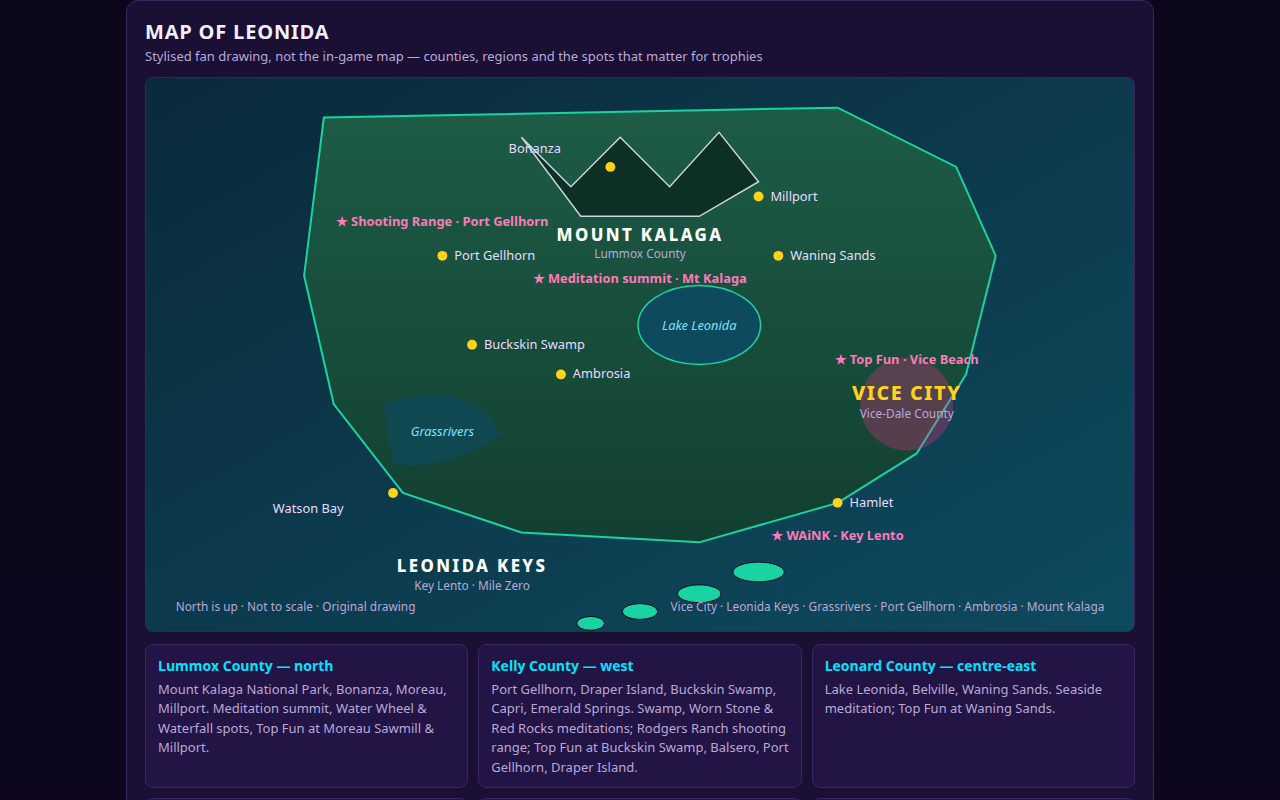 MAP OF LEONIDA
Stylised fan drawing, not the in-game map — counties, regions and the spots that matter for trophies
Bonanza
Millport
★ Shooting Range · Port Gellhorn
MOUNT KALAGA
Lummox County
Port Gellhorn
Waning Sands
★ Meditation summit · Mt Kalaga
Lake Leonida
Buckskin Swamp
★ Top Fun · Vice Beach
Ambrosia
VICE CITY
Vice-Dale County
Grassrivers
Watson Bay
Hamlet
★ WAiNK · Key Lento
LEONIDA KEYS
Key Lento · Mile Zero
North is up · Not to scale · Original drawing
Vice City · Leonida Keys · Grassrivers · Port Gellhorn · Ambrosia · Mount Kalaga
Lummox County — north
Mount Kalaga National Park, Bonanza, Moreau,
Millport. Meditation summit, Water Wheel &
Waterfall spots, Top Fun at Moreau Sawmill &
Millport.
Kelly County — west
Port Gellhorn, Draper Island, Buckskin Swamp,
Capri, Emerald Springs. Swamp, Worn Stone &
Red Rocks meditations; Rodgers Ranch shooting
range; Top Fun at Buckskin Swamp, Balsero, Port
Gellhorn, Draper Island.
Leonard County — centre-east
Lake Leonida, Belville, Waning Sands. Seaside
meditation; Top Fun at Waning Sands.